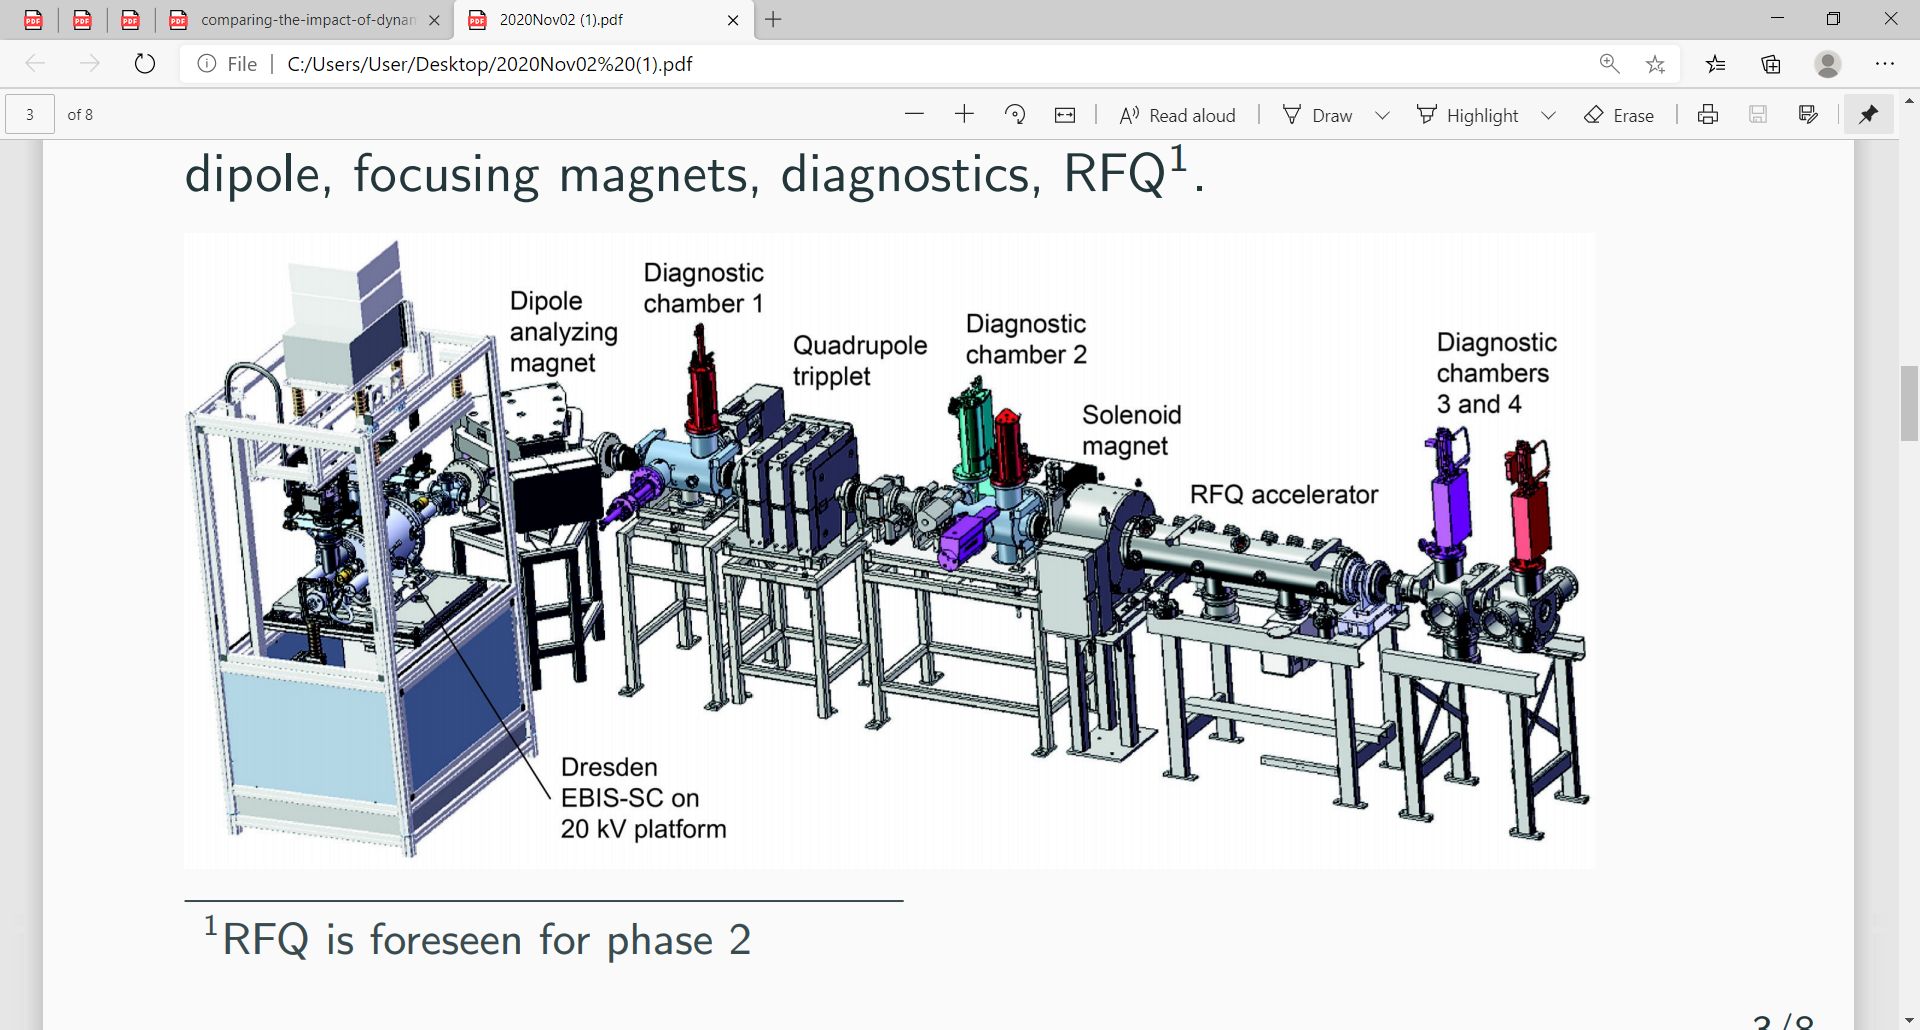 comparing-the-impact-of-dynan
2020Nov02 (1).pdf
File
C:/Users/User/Desktop/2020Nov02%20(1).pdf
3 of 8
Read aloud
Draw
Highlight
Erase
dipole, focusing magnets, diagnostics, RFQ¹.
Diagnostic
chamber 1
Dipole
analyzing
magnet
Quadrupole
tripplet
Diagnostic
chamber 2
Solenoid
magnet
RFQ accelerator
Diagnostic
chambers
3 and 4
Dresden
EBIS-SC on
20 kV platform
¹RFQ is foreseen for phase 2
3/8